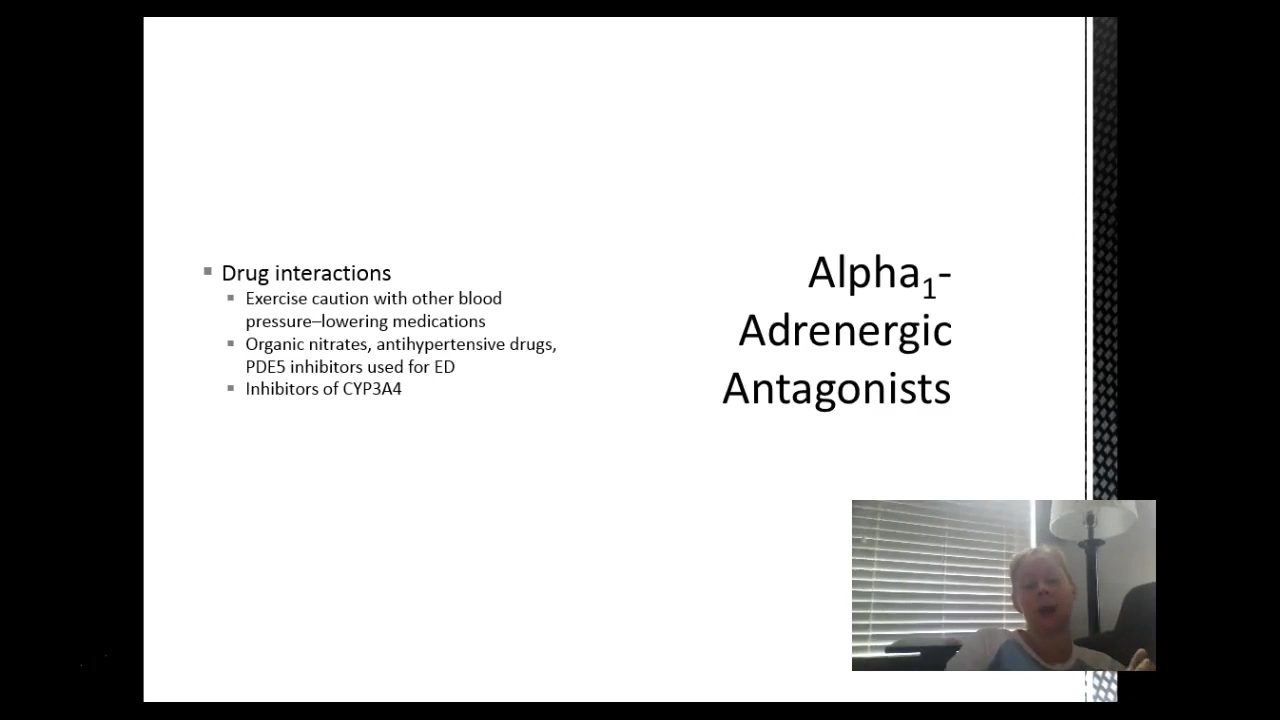 Drug interactions
Exercise caution with other blood
pressure–lowering medications
Organic nitrates, antihypertensive drugs,
PDE5 inhibitors used for ED
Inhibitors of CYP3A4
Alpha₁-
Adrenergic
Antagonists